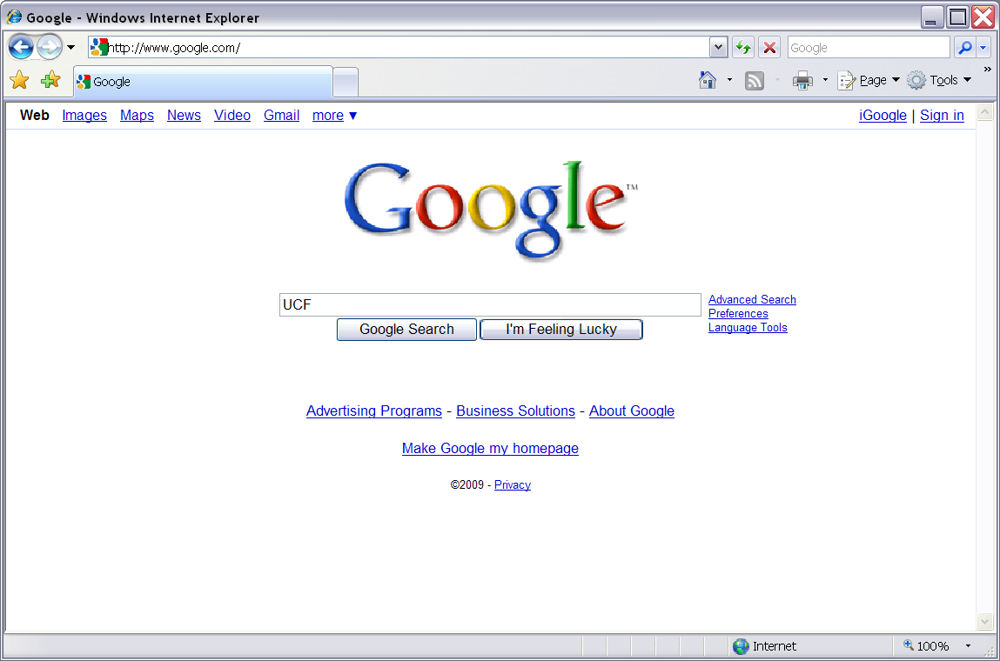 Google - Windows Internet Explorer
http://www.google.com/
Google
Google
Page
Tools
Web Images Maps News Video Gmail more ▼
iGoogle | Sign in
Google™
UCF
Advanced Search
Preferences
Language Tools
Google Search I'm Feeling Lucky
Advertising Programs - Business Solutions - About Google
Make Google my homepage
©2009 - Privacy
Internet 100%